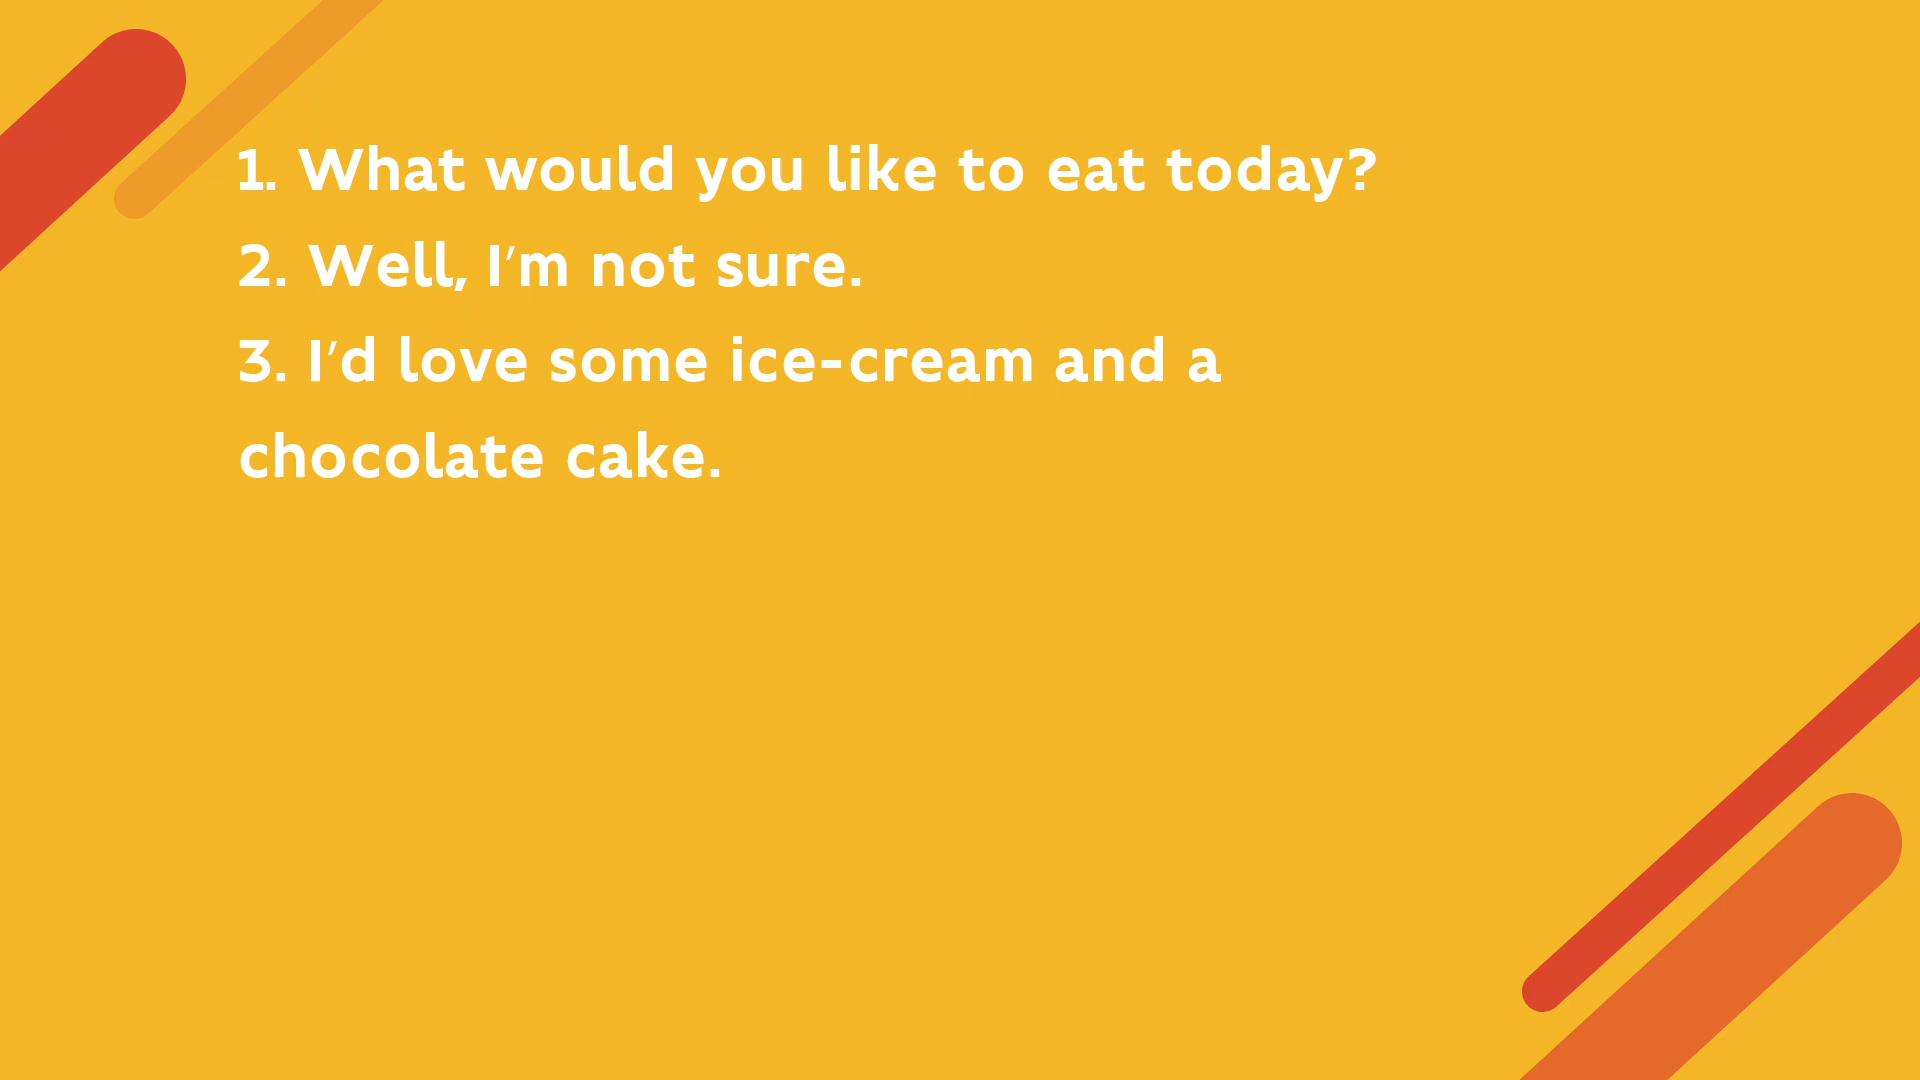 1. What would you like to eat today?
2. Well, I'm not sure.
3. I'd love some ice-cream and a
chocolate cake.